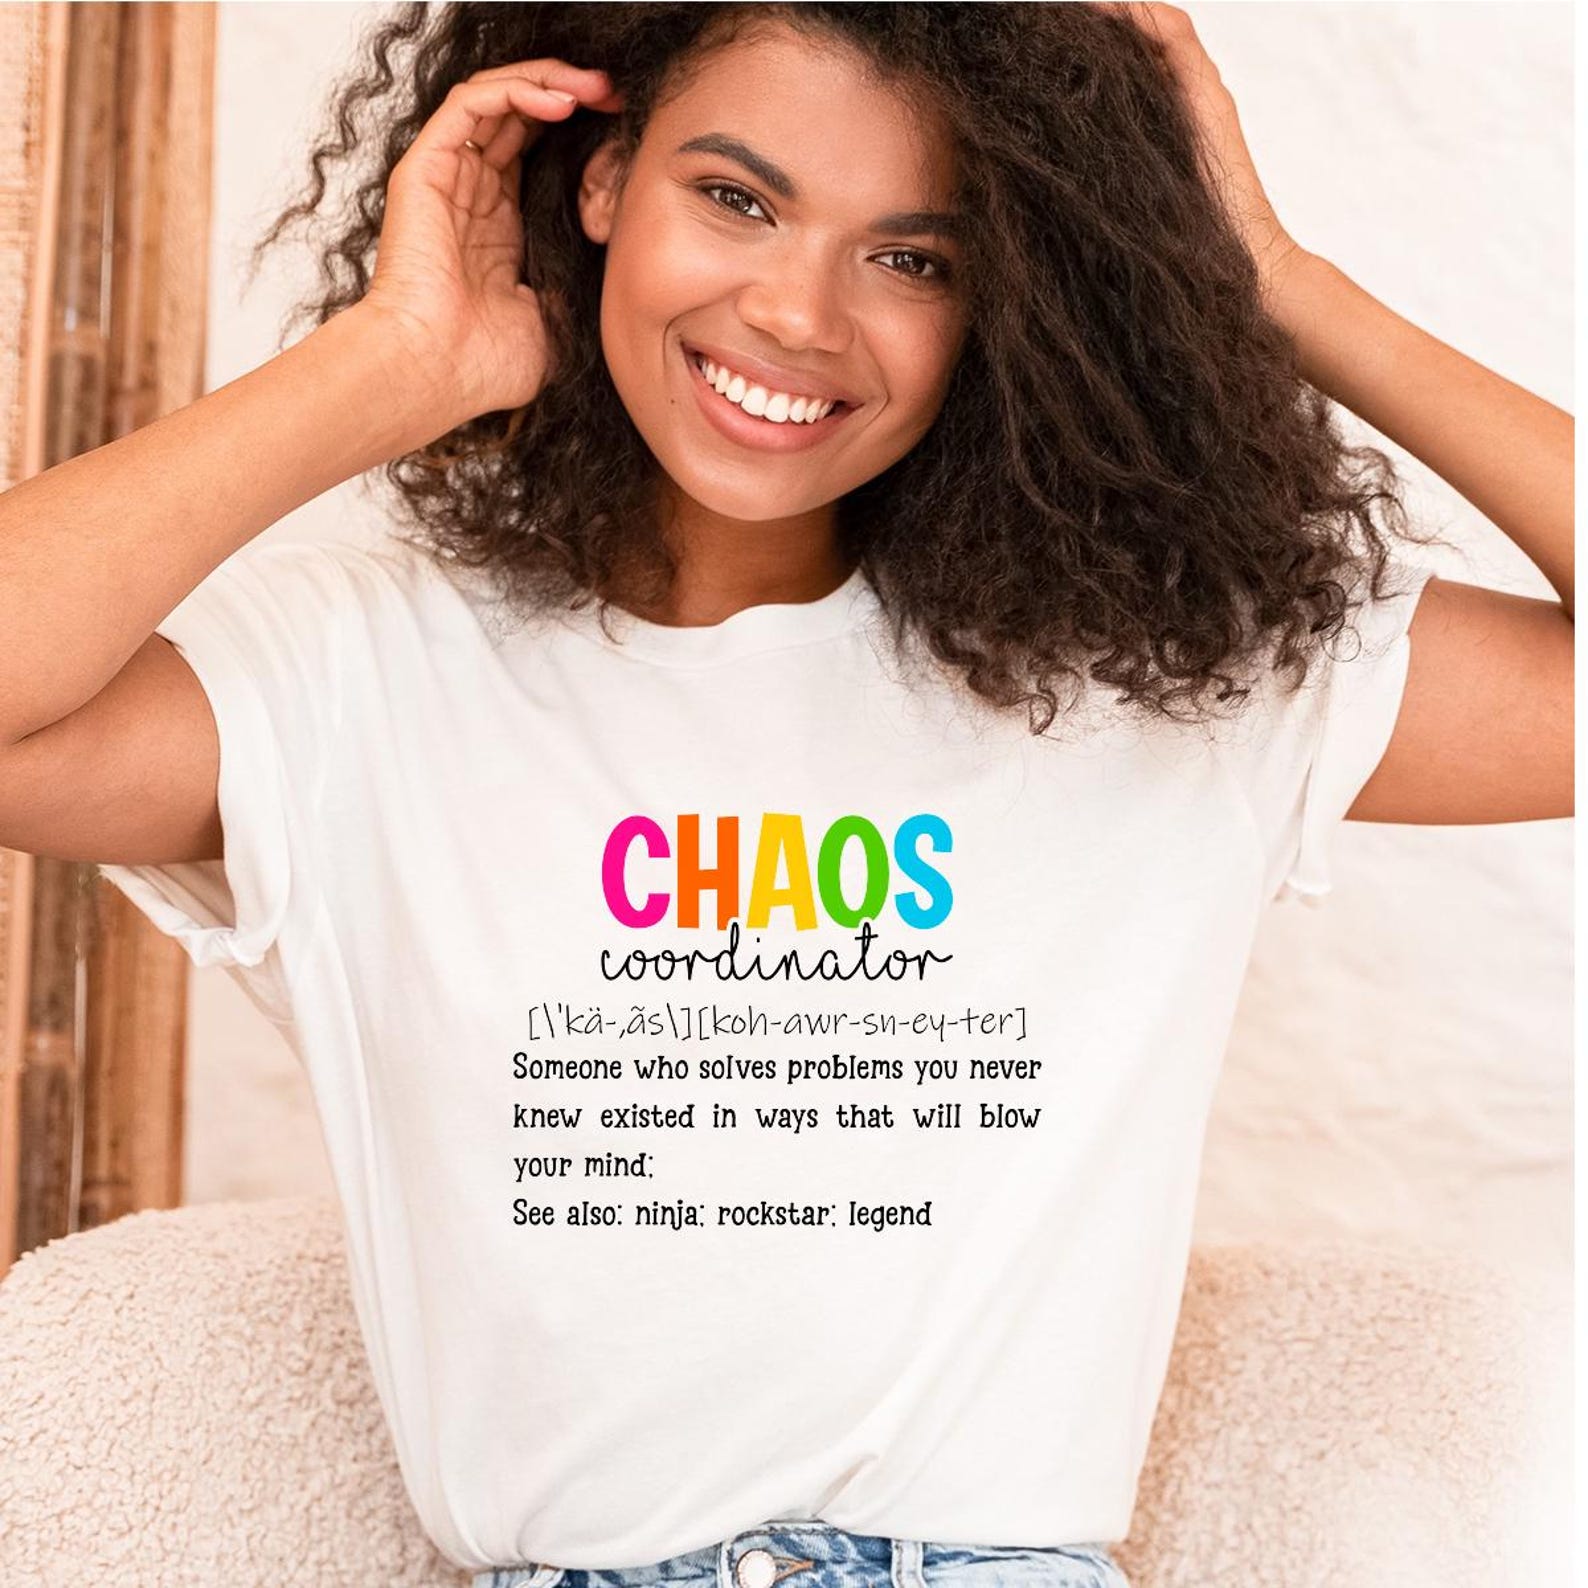 CHAOS
coordinator
[\'kä-,ãs\][koh-awr-sn-ey-ter]
Someone who solves problems you never
knew existed in ways that will blow
your mind;
See also: ninja; rockstar; legend